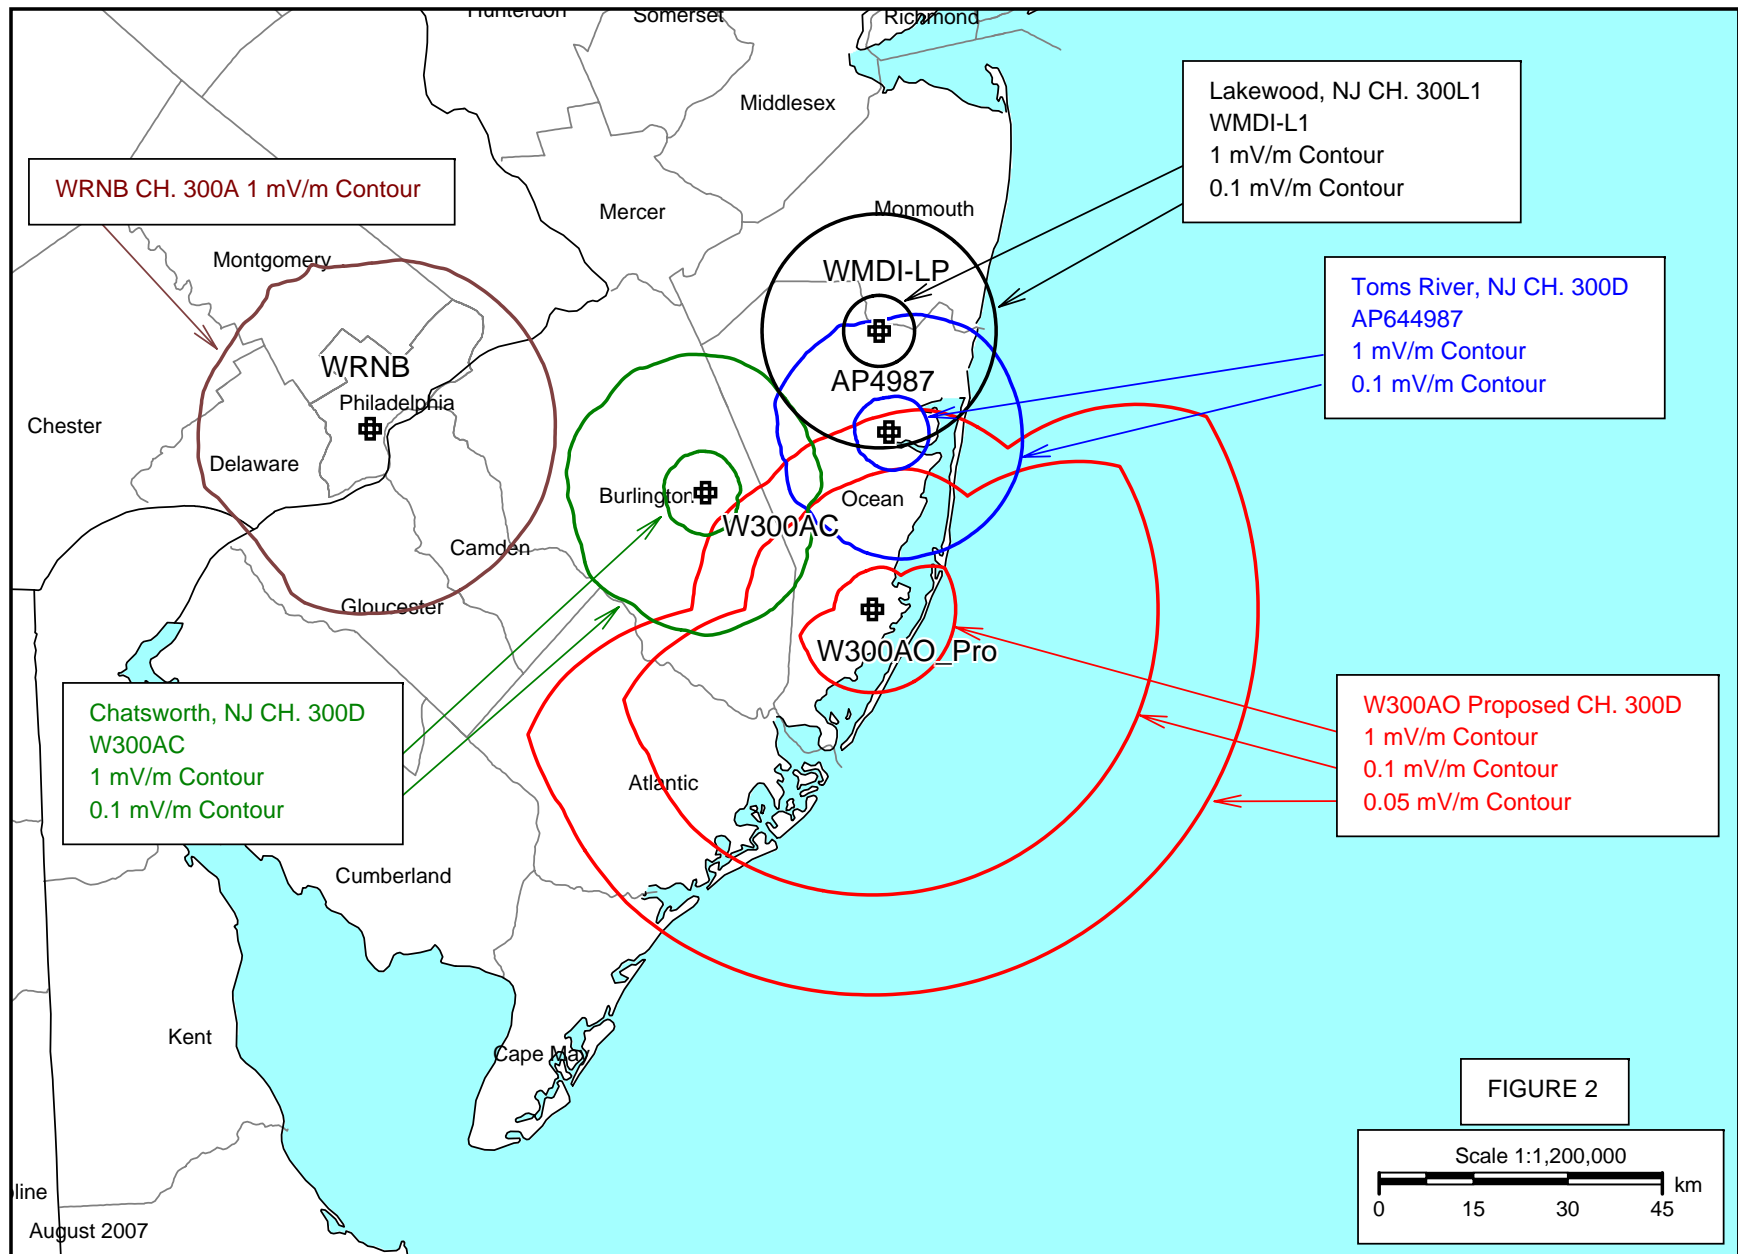 Hunterdon
Somerset
Richmond
Middlesex
Lakewood, NJ CH. 300L1
WMDI-L1
1 mV/m Contour
0.1 mV/m Contour
WRNB CH. 300A 1 mV/m Contour
Mercer
Monmouth
Montgomery
WMDI-LP
Toms River, NJ CH. 300D
AP644987
1 mV/m Contour
0.1 mV/m Contour
WRNB
AP4987
Philadelphia
Chester
Delaware
Burlington
Ocean
W300AC
Camden
Gloucester
W300AO_Pro
Chatsworth, NJ CH. 300D
W300AC
1 mV/m Contour
0.1 mV/m Contour
W300AO Proposed CH. 300D
1 mV/m Contour
0.1 mV/m Contour
0.05 mV/m Contour
Atlantic
Cumberland
Kent
Cape May
FIGURE 2
Scale 1:1,200,000
km
0 15 30 45
line
August 2007